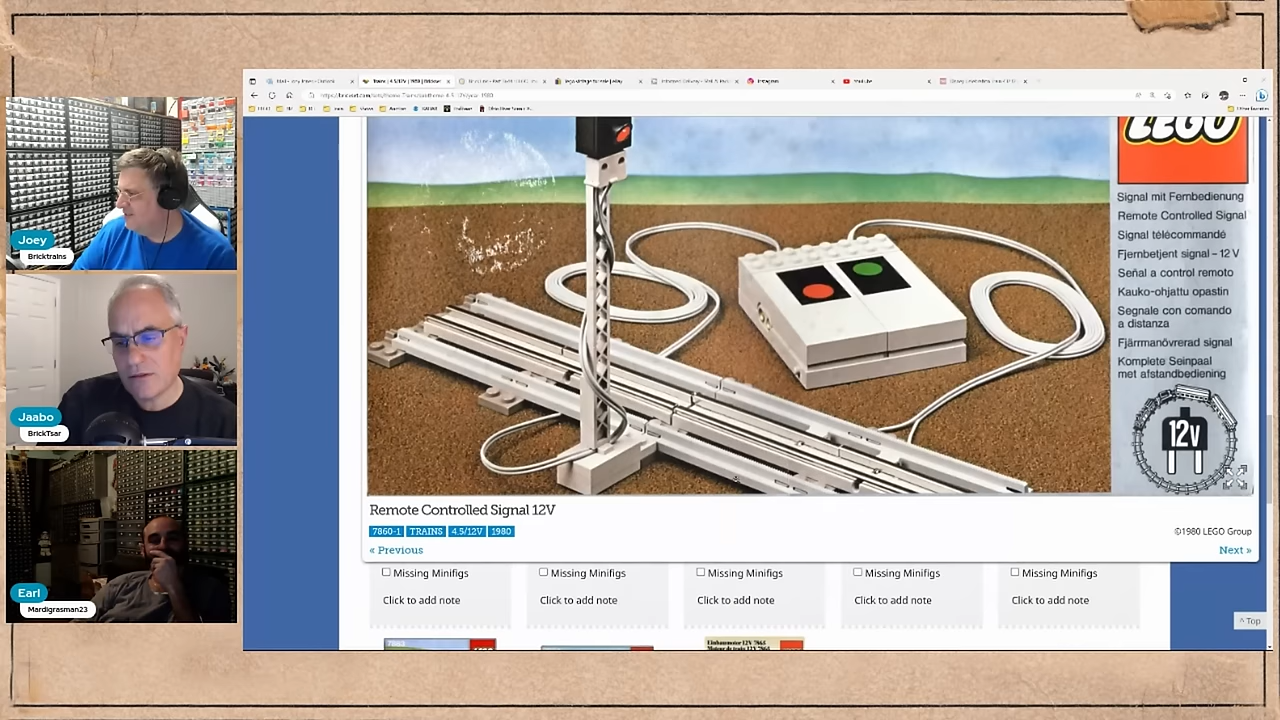 Joey
Bricktrains
Jaabo
BrickTsar
Earl
Mardigrasman23
LEGO
Signal mit Fernbedienung
Remote Controlled Signal
Signal télécommandé
Fjernbetjent signal - 12 V
Señal a control remoto
Kauko-ohjattu opastin
Segnale con comando
a distanza
Fjärrmanövrerad signal
Komplete Seinpaal
met afstandbediening
12v
Remote Controlled Signal 12V
7860-1 TRAINS 4.5/12V 1980
©1980 LEGO Group
« Previous
Next »
Missing Minifigs Missing Minifigs Missing Minifigs Missing Minifigs Missing Minifigs
Click to add note Click to add note Click to add note Click to add note Click to add note
^ Top
Einbaumotor 12V 7864